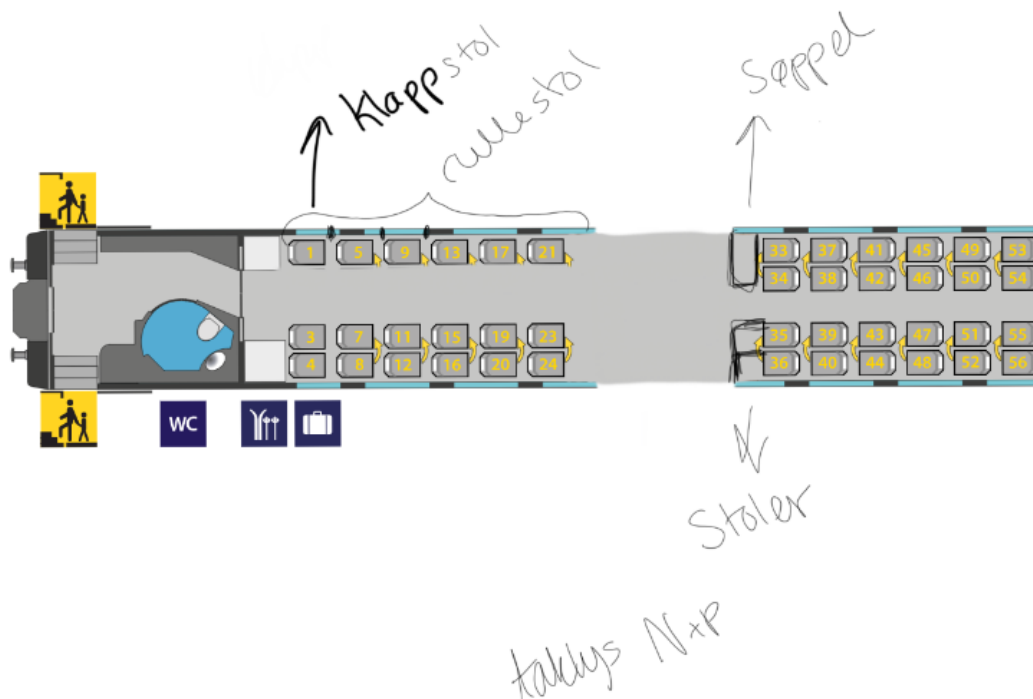 Klappstol
rullestol
Søppel
1 5 9 13 17 21
33 37 41 45 49 53
34 38 42 46 50 54
3 7 11 15 19 23
35 39 43 47 51 55
4 8 12 16 20 24
36 40 44 48 52 56
WC
Stoler
taklys N+P